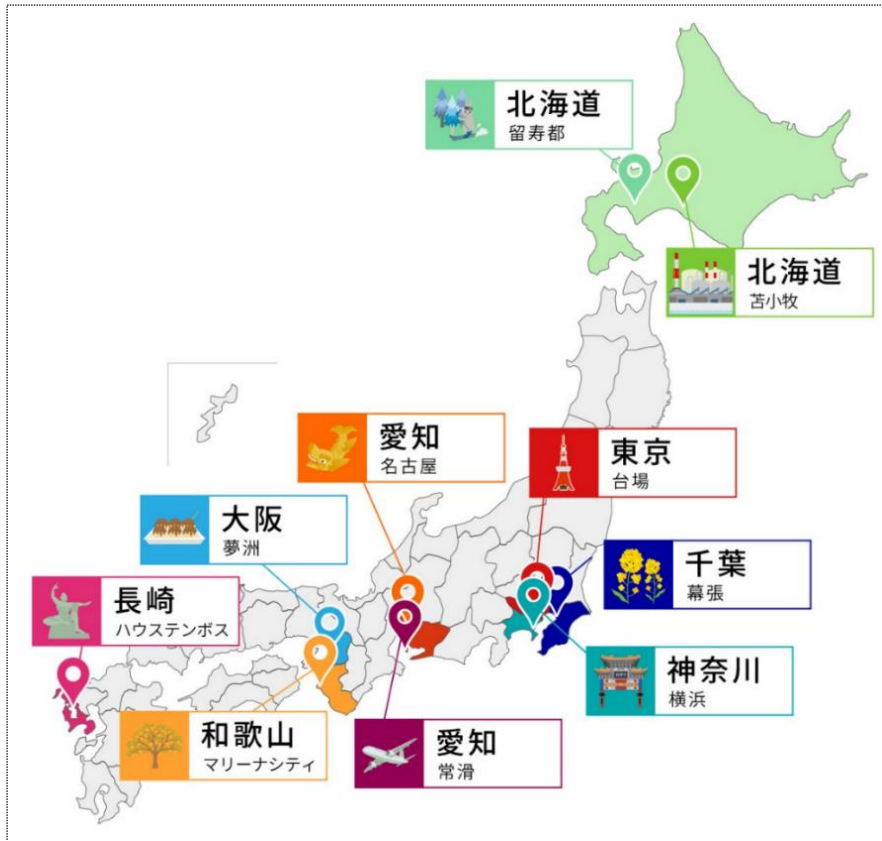 北海道
留寿都
北海道
苫小牧
愛知
名古屋
東京
台場
大阪
夢洲
千葉
幕張
長崎
ハウステンボス
神奈川
横浜
和歌山
マリーナシティ
愛知
常滑